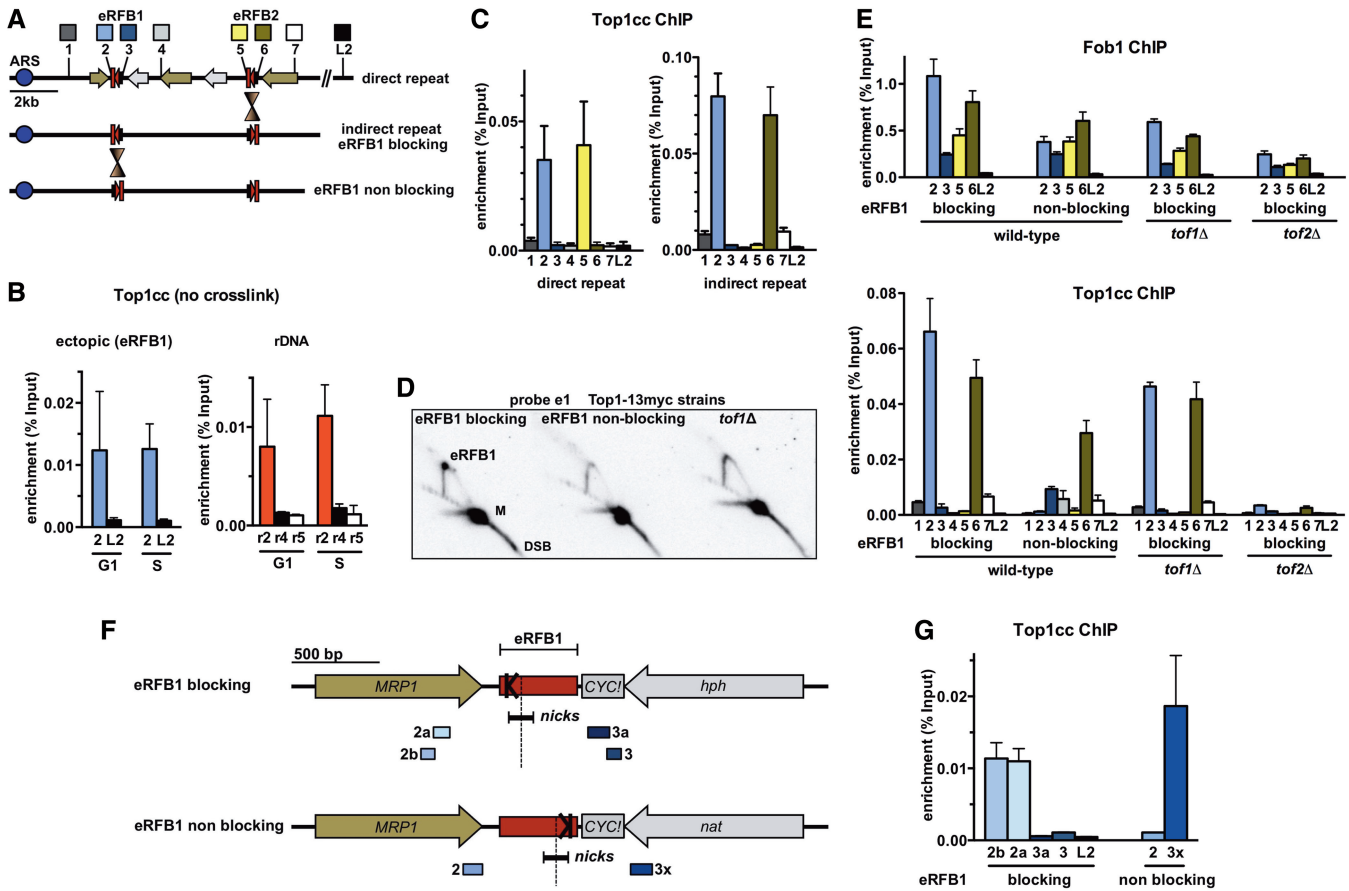 A
eRFB1
eRFB2
1
2
3
4
5
6
7
L2
ARS
direct repeat
2kb
indirect repeat
eRFB1 blocking
eRFB1 non blocking
B
Top1cc (no crosslink)
ectopic (eRFB1)
rDNA
enrichment (% Input)
0.02
0.01
0.00
2 L2
2 L2
G1
S
enrichment (% Input)
0.01
0.00
r2 r4 r5
r2 r4 r5
G1
S
C
Top1cc ChIP
enrichment (% Input)
0.05
0.00
1 2 3 4 5 6 7L2
direct repeat
enrichment (% Input)
0.10
0.05
0.00
1 2 3 4 5 6 7L2
indirect repeat
D
probe e1
Top1-13myc strains
eRFB1 blocking
eRFB1 non-blocking
tof1Δ
eRFB1
M
DSB
E
Fob1 ChIP
enrichment (% Input)
1.0
0.5
0.0
2 3 5 6L2
2 3 5 6L2
2 3 5 6L2
2 3 5 6L2
eRFB1
blocking
non-blocking
blocking
blocking
wild-type
tof1Δ
tof2Δ
Top1cc ChIP
enrichment (% Input)
0.08
0.06
0.04
0.02
0.00
1 2 3 4 5 6 7L2
1 2 3 4 5 6 7L2
1 2 3 4 5 6 7L2
1 2 3 4 5 6 7L2
eRFB1
blocking
non-blocking
blocking
blocking
wild-type
tof1Δ
tof2Δ
F
500 bp
eRFB1
eRFB1 blocking
MRP1
CYC!
hph
nicks
2a
2b
3a
3
eRFB1 non blocking
MRP1
CYC!
nat
nicks
2
3x
G
Top1cc ChIP
enrichment (% Input)
0.02
0.01
0.00
2b 2a 3a 3 L2
2 3x
eRFB1
blocking
non blocking